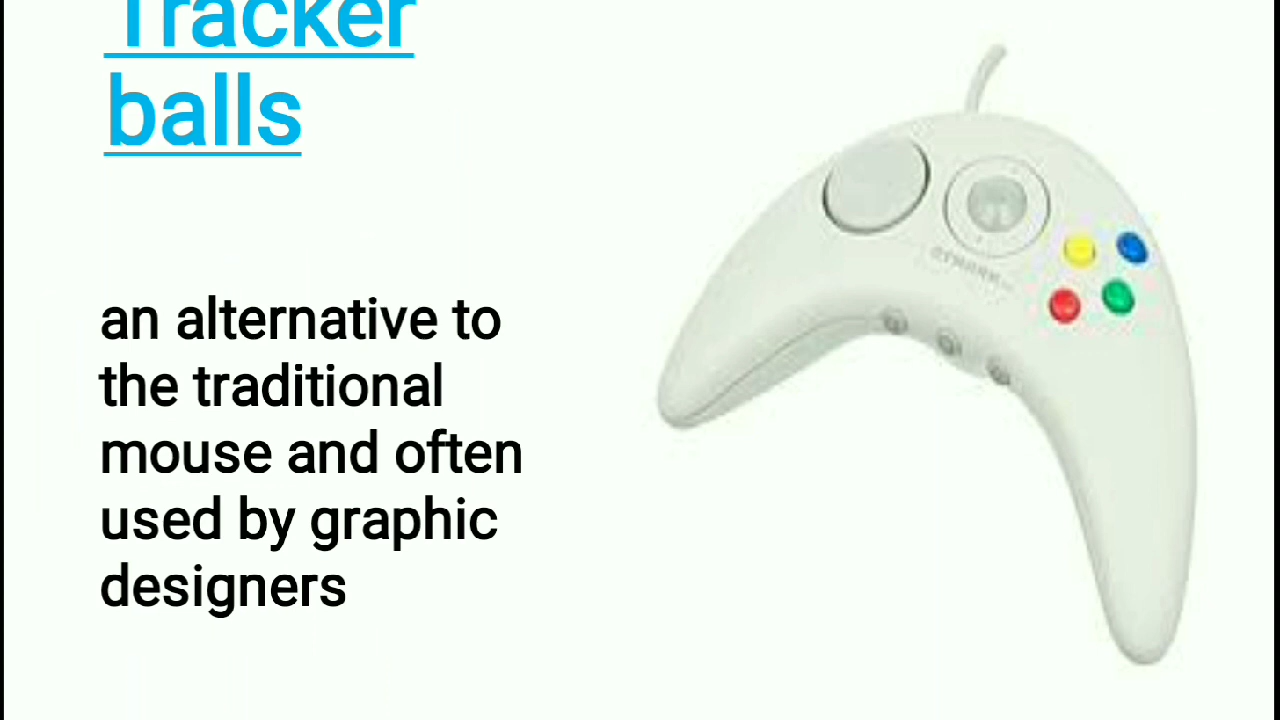 Tracker
balls
an alternative to
the traditional
mouse and often
used by graphic
designers